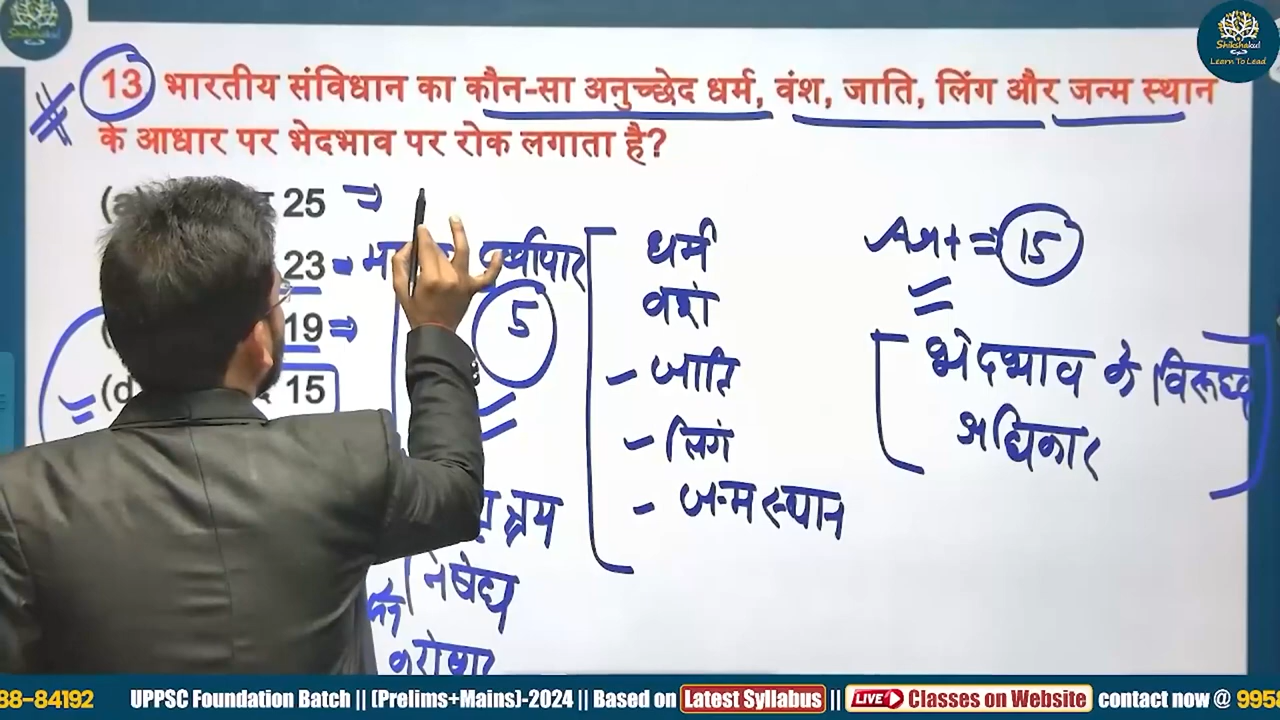 Shikshakul
Shikshakul
Learn To Lead
13 भारतीय संविधान का कौन-सा अनुच्छेद धर्म, वंश, जाति, लिंग और जन्म स्थान
के आधार पर भेदभाव पर रोक लगाता है?
25 ⇒
23
19 ⇒
(d 15
5
निषेध
धर्म
वंश
- जाति
- लिंग
- जन्म स्थान
Art = 15
भेदभाव के विरूध्द
अधिकार
88-84192 UPPSC Foundation Batch || (Prelims+Mains)-2024 || Based on Latest Syllabus || LIVE Classes on Website contact now @ 995